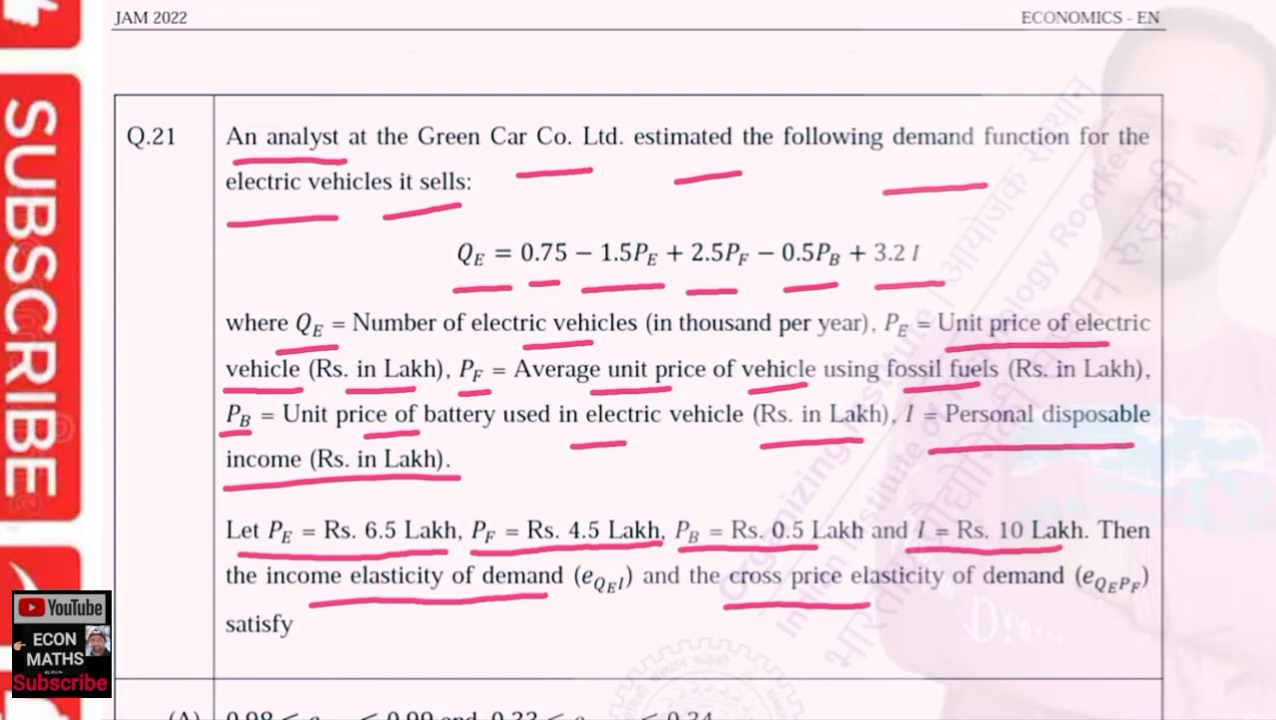 JAM 2022 ECONOMICS - EN
SUBSCRIBE
Q.21 An analyst at the Green Car Co. Ltd. estimated the following demand function for the
electric vehicles it sells:
Q_E = 0.75 − 1.5P_E + 2.5P_F − 0.5P_B + 3.2 I
where Q_E = Number of electric vehicles (in thousand per year), P_E = Unit price of electric
vehicle (Rs. in Lakh), P_F = Average unit price of vehicle using fossil fuels (Rs. in Lakh),
P_B = Unit price of battery used in electric vehicle (Rs. in Lakh), I = Personal disposable
income (Rs. in Lakh).
Let P_E = Rs. 6.5 Lakh, P_F = Rs. 4.5 Lakh, P_B = Rs. 0.5 Lakh and I = Rs. 10 Lakh. Then
the income elasticity of demand (e_{Q_E I}) and the cross price elasticity of demand (e_{Q_E P_F})
satisfy
YouTube
ECON
MATHS
Subscribe